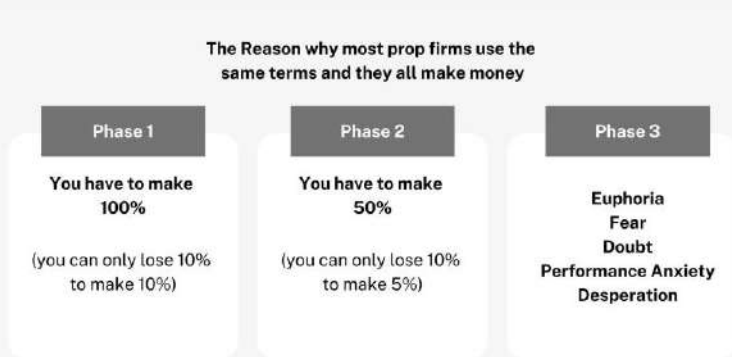 The Reason why most prop firms use the
same terms and they all make money
Phase 1
You have to make
100%
(you can only lose 10%
to make 10%)
Phase 2
You have to make
50%
(you can only lose 10%
to make 5%)
Phase 3
Euphoria
Fear
Doubt
Performance Anxiety
Desperation